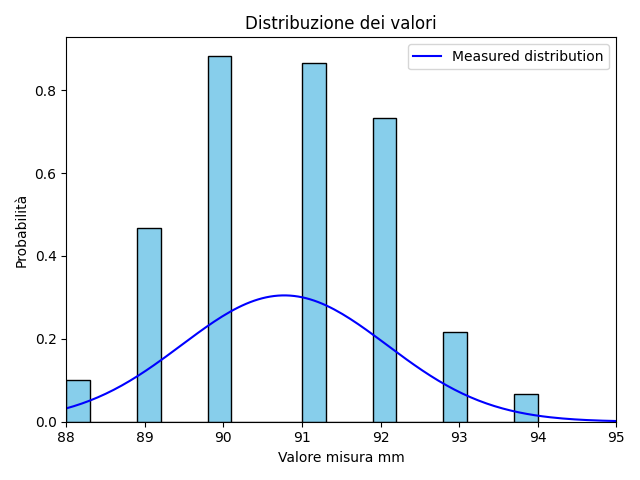 Distribuzione dei valori
Measured distribution
Probabilità
0.8
0.6
0.4
0.2
0.0
88 89 90 91 92 93 94 95
Valore misura mm